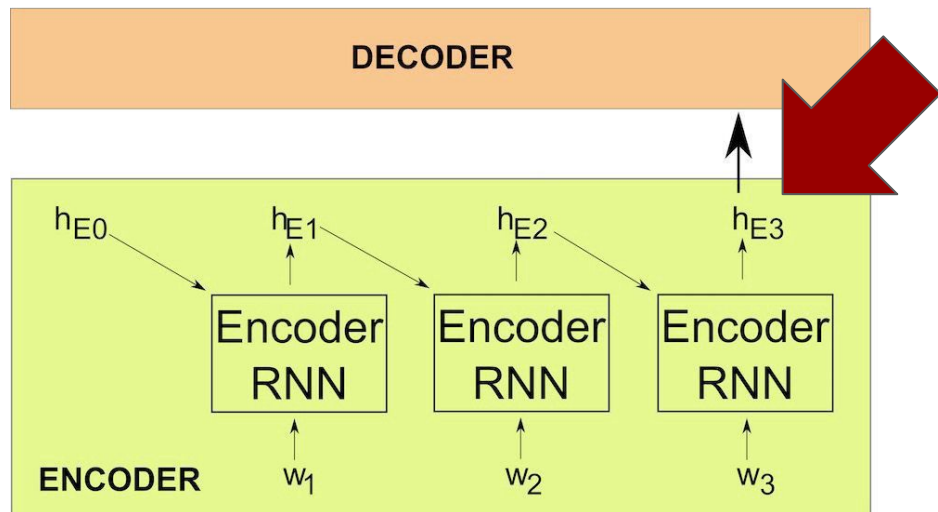 DECODER
hE0 hE1 hE2 hE3
Encoder Encoder Encoder
RNN RNN RNN
ENCODER w1 w2 w3